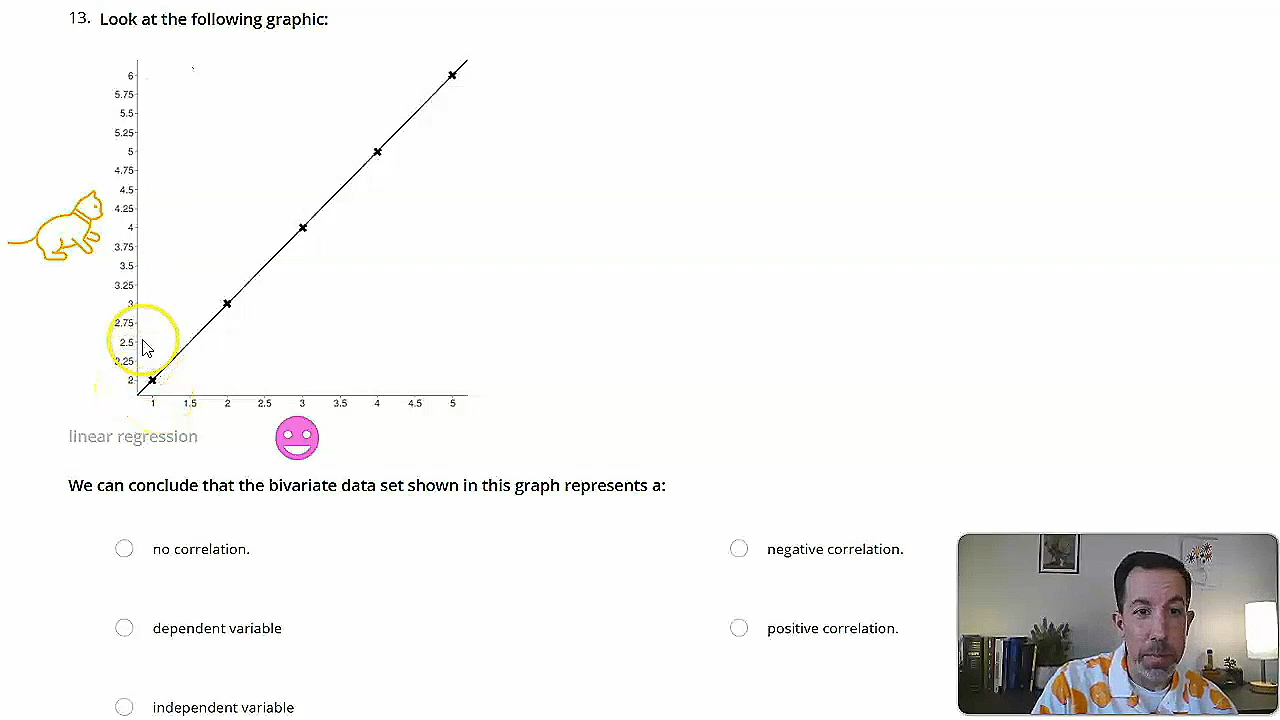 13. Look at the following graphic:
6
5.75
5.5
5.25
5
4.75
4.5
4.25
4
3.75
3.5
3.25
3
2.75
2.5
2.25
2
1 1.5 2 2.5 3 3.5 4 4.5 5
linear regression
We can conclude that the bivariate data set shown in this graph represents a:
no correlation.
negative correlation.
dependent variable
positive correlation.
independent variable